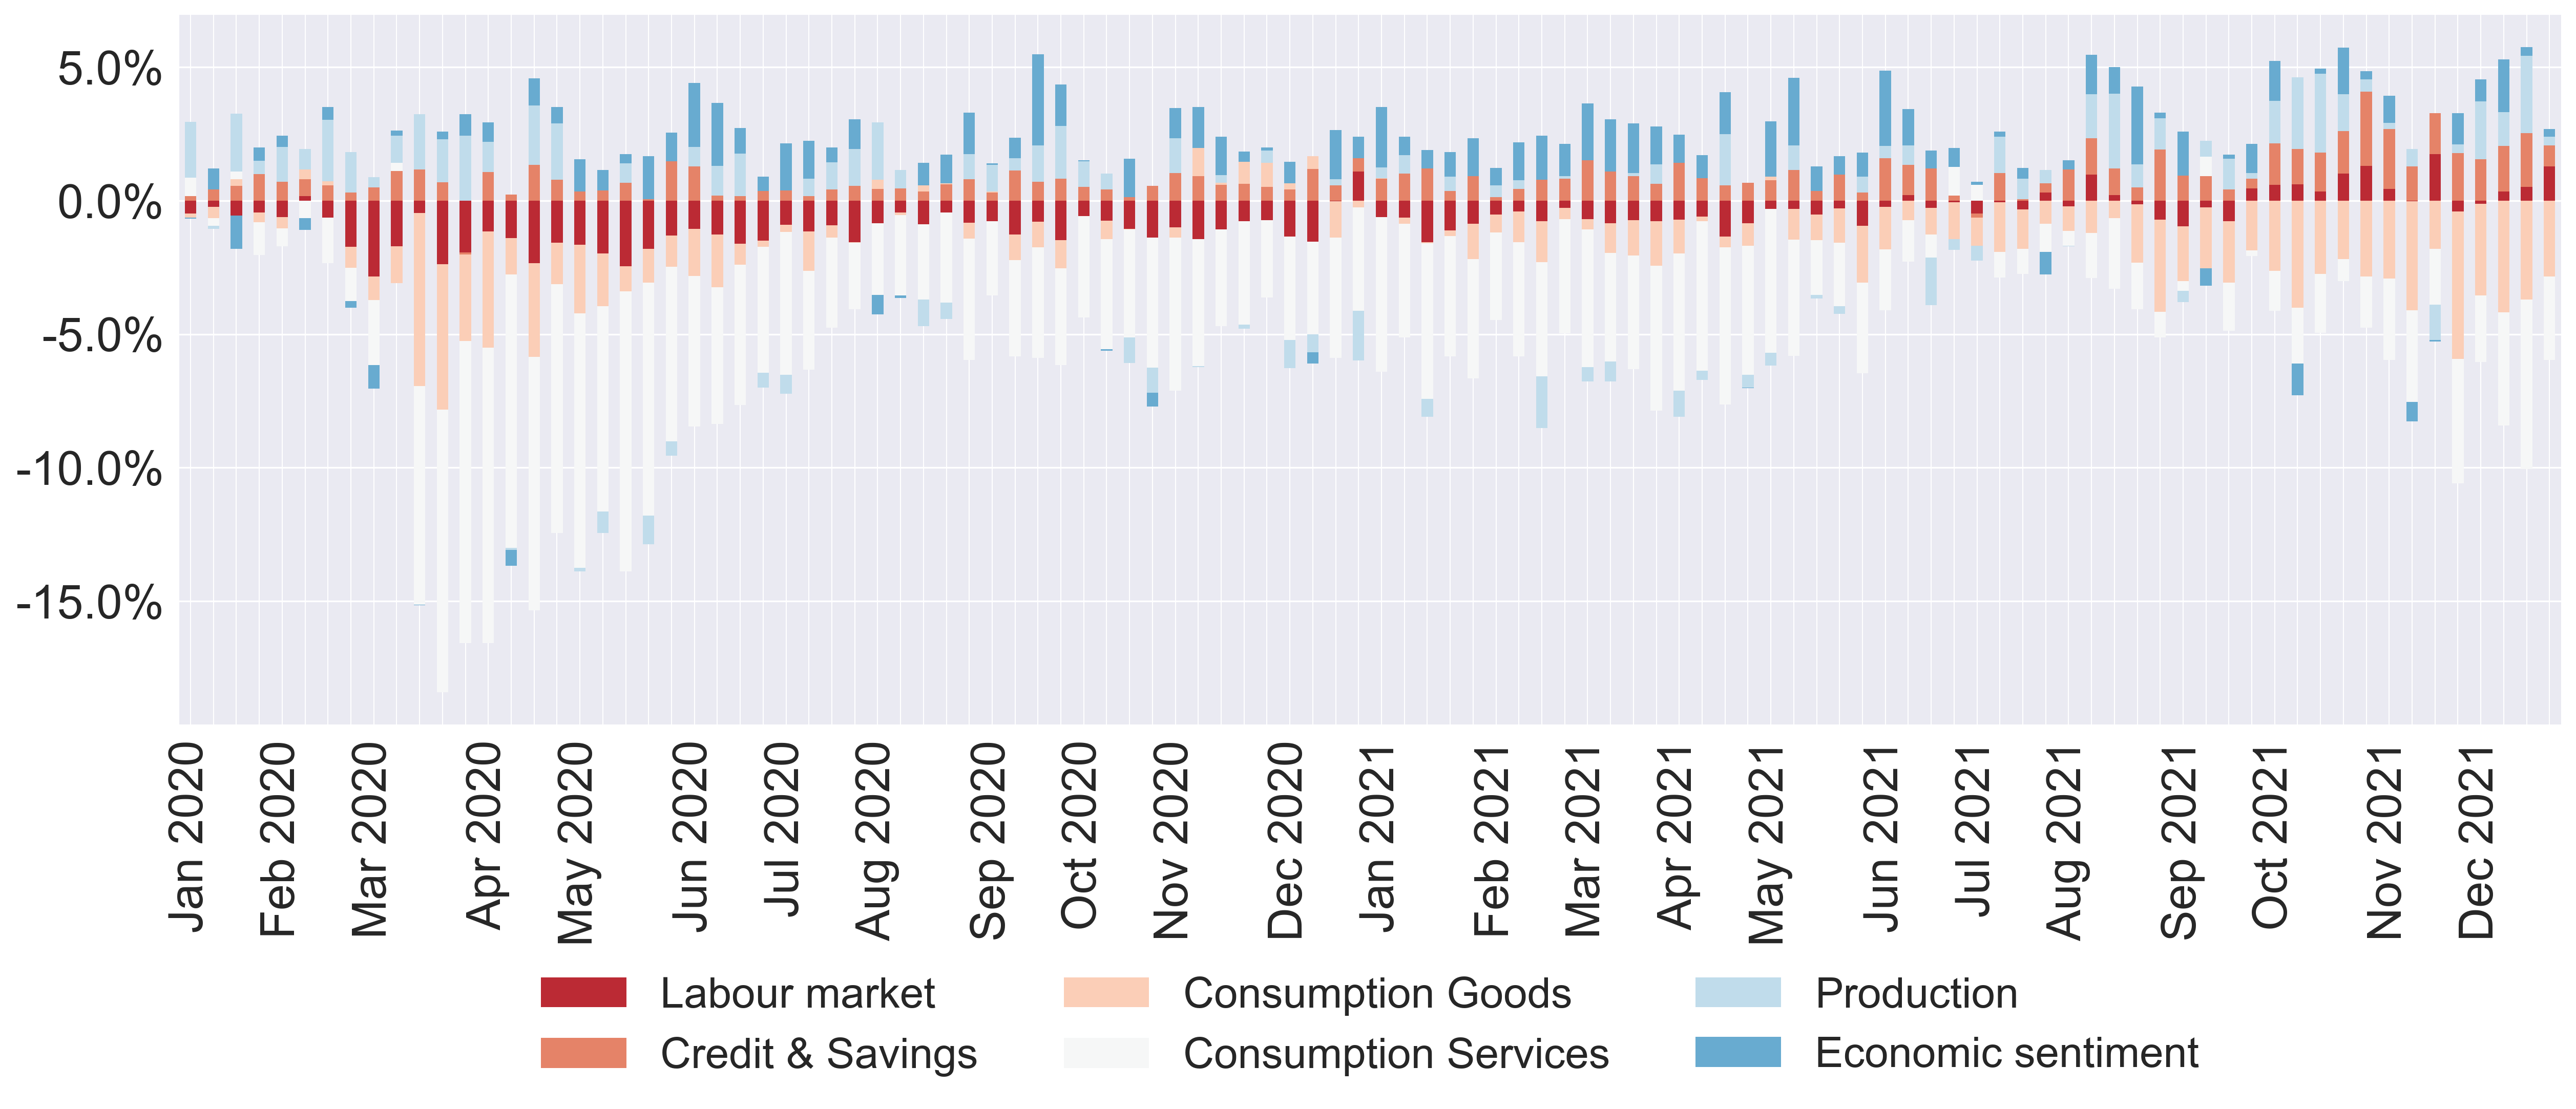 5.0%
0.0%
-5.0%
-10.0%
-15.0%
Jan 2020
Feb 2020
Mar 2020
Apr 2020
May 2020
Jun 2020
Jul 2020
Aug 2020
Sep 2020
Oct 2020
Nov 2020
Dec 2020
Jan 2021
Feb 2021
Mar 2021
Apr 2021
May 2021
Jun 2021
Jul 2021
Aug 2021
Sep 2021
Oct 2021
Nov 2021
Dec 2021
Labour market
Credit & Savings
Consumption Goods
Consumption Services
Production
Economic sentiment